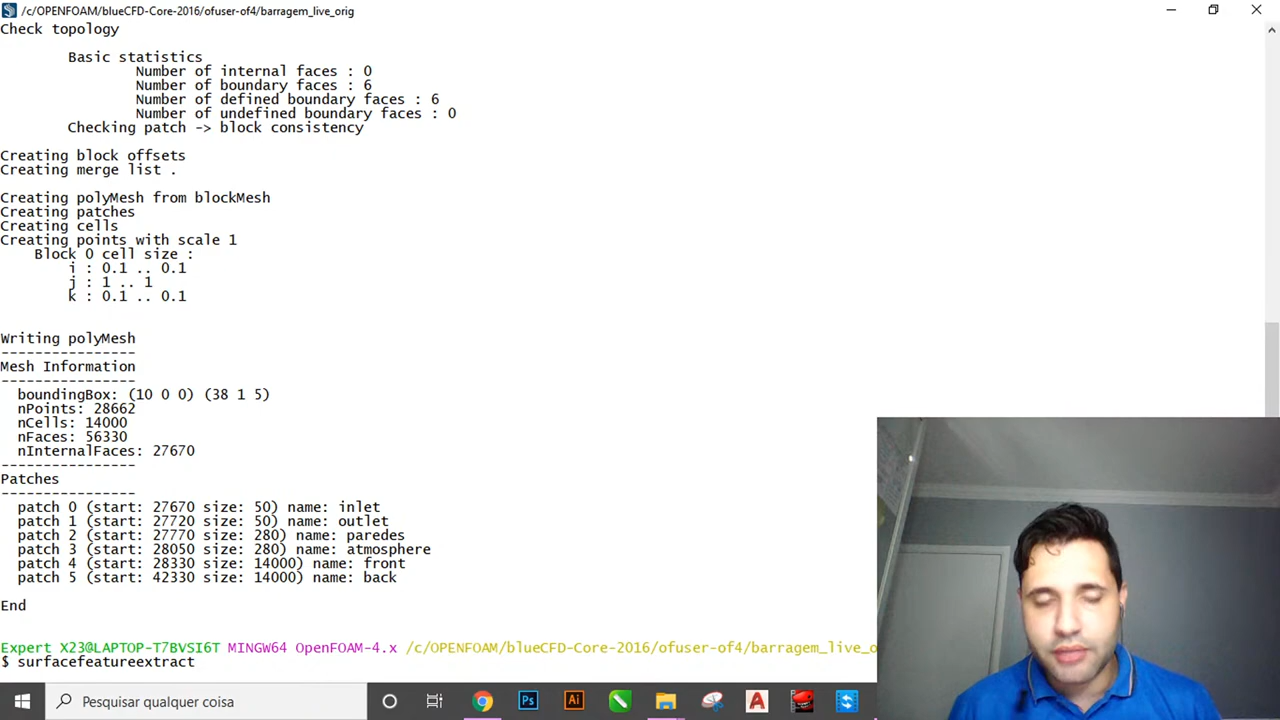 /c/OPENFOAM/blueCFD-Core-2016/ofuser-of4/barragem_live_orig
Check topology
Basic statistics
Number of internal faces : 0
Number of boundary faces : 6
Number of defined boundary faces : 6
Number of undefined boundary faces : 0
Checking patch -> block consistency
Creating block offsets
Creating merge list .
Creating polyMesh from blockMesh
Creating patches
Creating cells
Creating points with scale 1
Block 0 cell size :
i : 0.1 .. 0.1
j : 1 .. 1
k : 0.1 .. 0.1
Writing polyMesh
----------------
Mesh Information
----------------
boundingBox: (10 0 0) (38 1 5)
nPoints: 28662
nCells: 14000
nFaces: 56330
nInternalFaces: 27670
----------------
Patches
----------------
patch 0 (start: 27670 size: 50) name: inlet
patch 1 (start: 27720 size: 50) name: outlet
patch 2 (start: 27770 size: 280) name: paredes
patch 3 (start: 28050 size: 280) name: atmosphere
patch 4 (start: 28330 size: 14000) name: front
patch 5 (start: 42330 size: 14000) name: back
End
Expert X23@LAPTOP-T7BVSI6T MINGW64 OpenFOAM-4.x /c/OPENFOAM/blueCFD-Core-2016/ofuser-of4/barragem_live_o
$ surfacefeatureextract
Pesquisar qualquer coisa
Ps
Ai
A